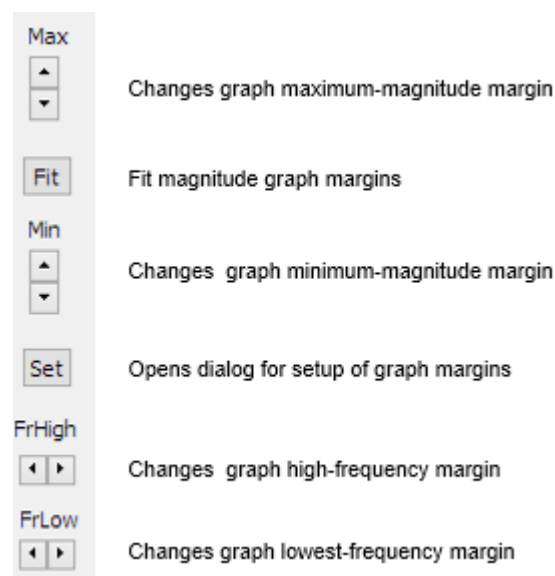 Max
Changes graph maximum-magnitude margin
Fit Fit magnitude graph margins
Min
Changes graph minimum-magnitude margin
Set Opens dialog for setup of graph margins
FrHigh
Changes graph high-frequency margin
FrLow
Changes graph lowest-frequency margin